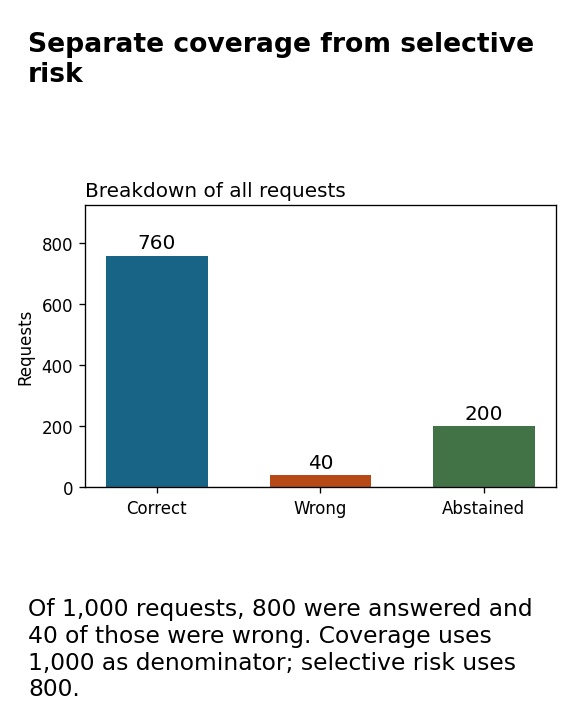 Separate coverage from selective
risk
Breakdown of all requests
Requests
800
600
400
200
0
760
40
200
Correct
Wrong
Abstained
Of 1,000 requests, 800 were answered and
40 of those were wrong. Coverage uses
1,000 as denominator; selective risk uses
800.